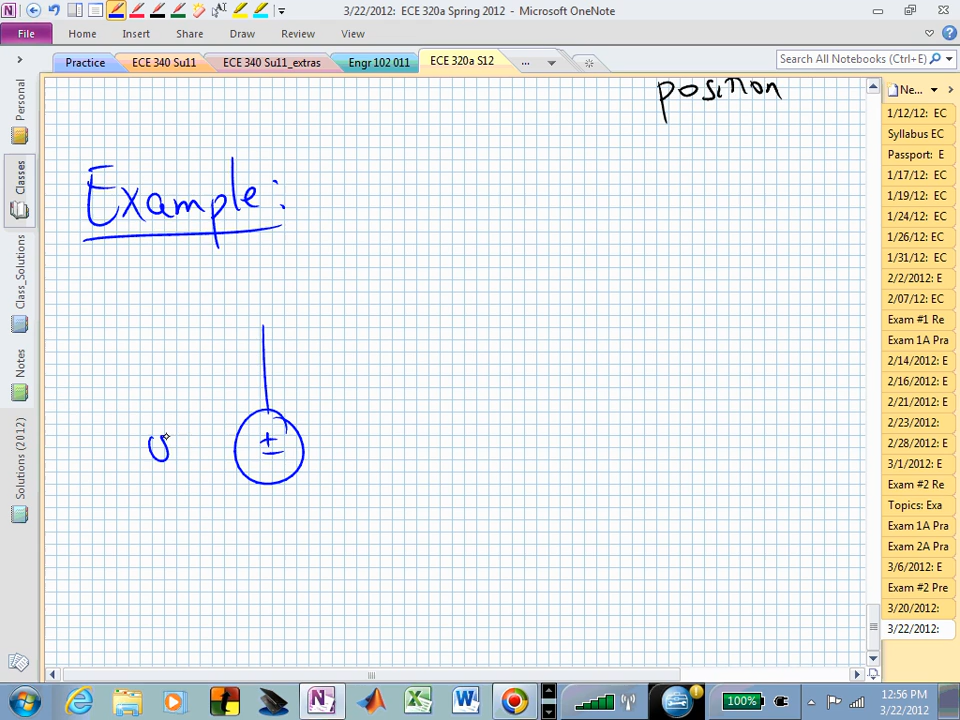 3/22/2012: ECE 320a Spring 2012 - Microsoft OneNote
File Home Insert Share Draw Review View
Practice ECE 340 Su11 ECE 340 Su11_extras Engr 102 011 ECE 320a S12 ...
Search All Notebooks (Ctrl+E)
Personal
Classes
Class_Solutions
Notes
Solutions (2012)
position
Example:
±
Ne...
1/12/12: EC
Syllabus EC
Passport: E
1/17/12: EC
1/19/12: EC
1/24/12: EC
1/26/12: EC
1/31/12: EC
2/2/2012: E
2/07/12: EC
Exam #1 Re
Exam 1A Pra
2/14/2012: E
2/16/2012: E
2/21/2012: E
2/23/2012:
2/28/2012: E
3/1/2012: E
Exam #2 Re
Topics: Exa
Exam 1A Pra
Exam 2A Pra
3/6/2012: E
Exam #2 Pre
3/20/2012:
3/22/2012:
100%
12:56 PM
3/22/2012